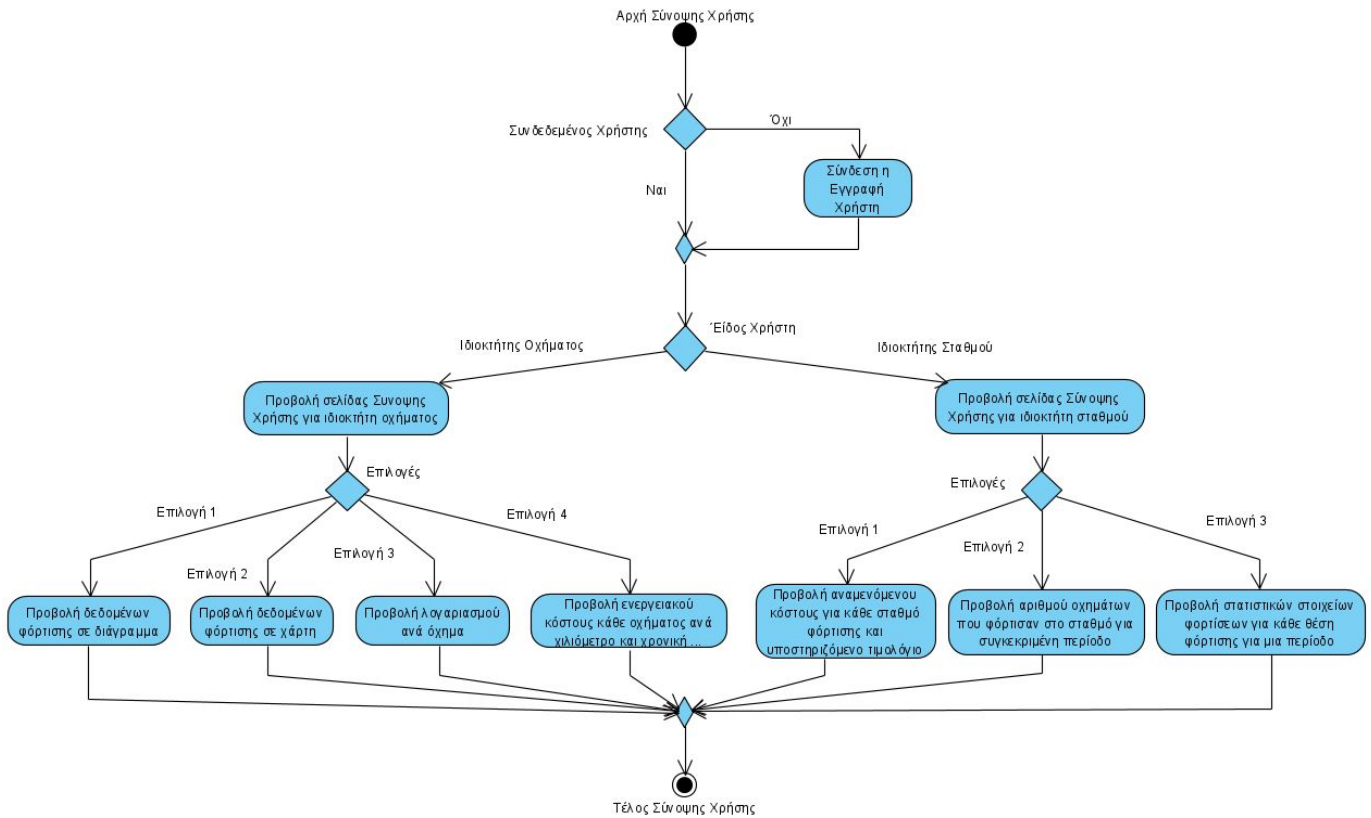 Αρχή Σύνοψης Χρήσης
Συνδεδεμένος Χρήστης
Όχι
Σύνδεση η
Εγγραφή
Χρήστη
Ναι
Έίδος Χρήστη
Ιδιοκτήτης Οχήματος
Ιδιοκτήτης Σταθμού
Προβολή σελίδας Συνοψης
Χρήσης για ιδιοκτήτη οχήματος
Προβολή σελίδας Σύνοψης
Χρήσης για ιδιοκτήτη σταθμού
Επιλογές
Επιλογές
Επιλογή 1
Επιλογή 2
Επιλογή 3
Επιλογή 4
Επιλογή 1
Επιλογή 2
Επιλογή 3
Προβολή δεδομένων
φόρτισης σε διάγραμμα
Προβολή δεδομένων
φόρτισης σε χάρτη
Προβολή λογαριασμού
ανά όχημα
Προβολή ενεργειακού
κόστους κάθε οχήματος ανά
χιλιόμετρο και χρονική ...
Προβολή αναμενόμενου
κόστους για κάθε σταθμό
φόρτισης και
υποστηριζόμενο τιμολόγιο
Προβολή αριθμού οχημάτων
που φόρτισαν στο σταθμό για
συγκεκριμένη περίοδο
Προβολή στατιστικών στοιχείων
φορτίσεων για κάθε θέση
φόρτισης για μια περίοδο
Τέλος Σύνοψης Χρήσης